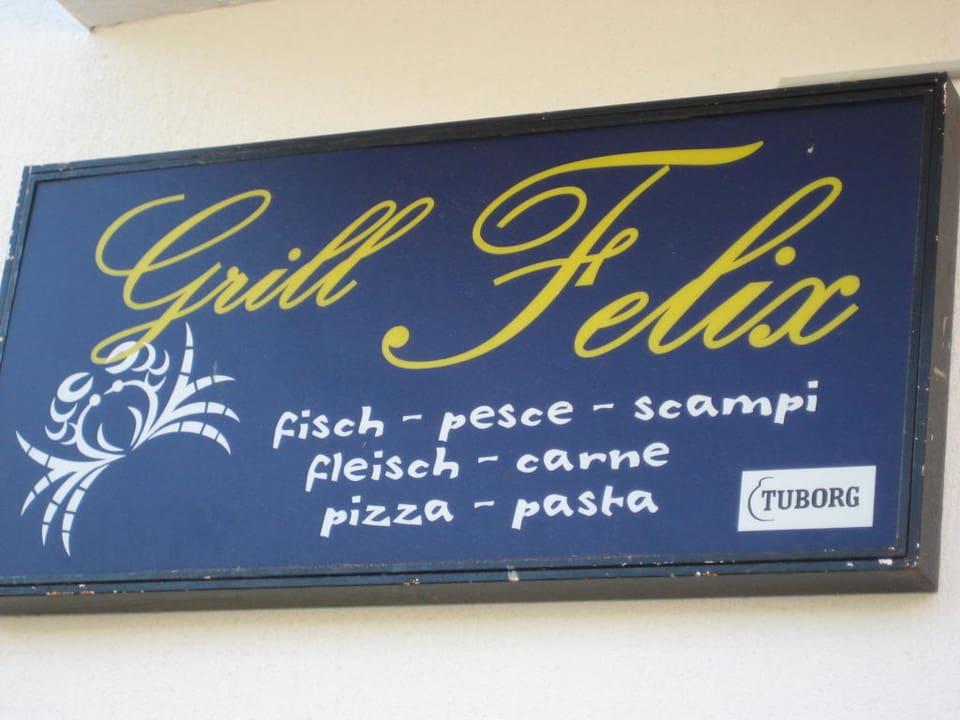 Grill Felix
fisch - pesce - scampi
fleisch - carne
pizza - pasta
TUBORG